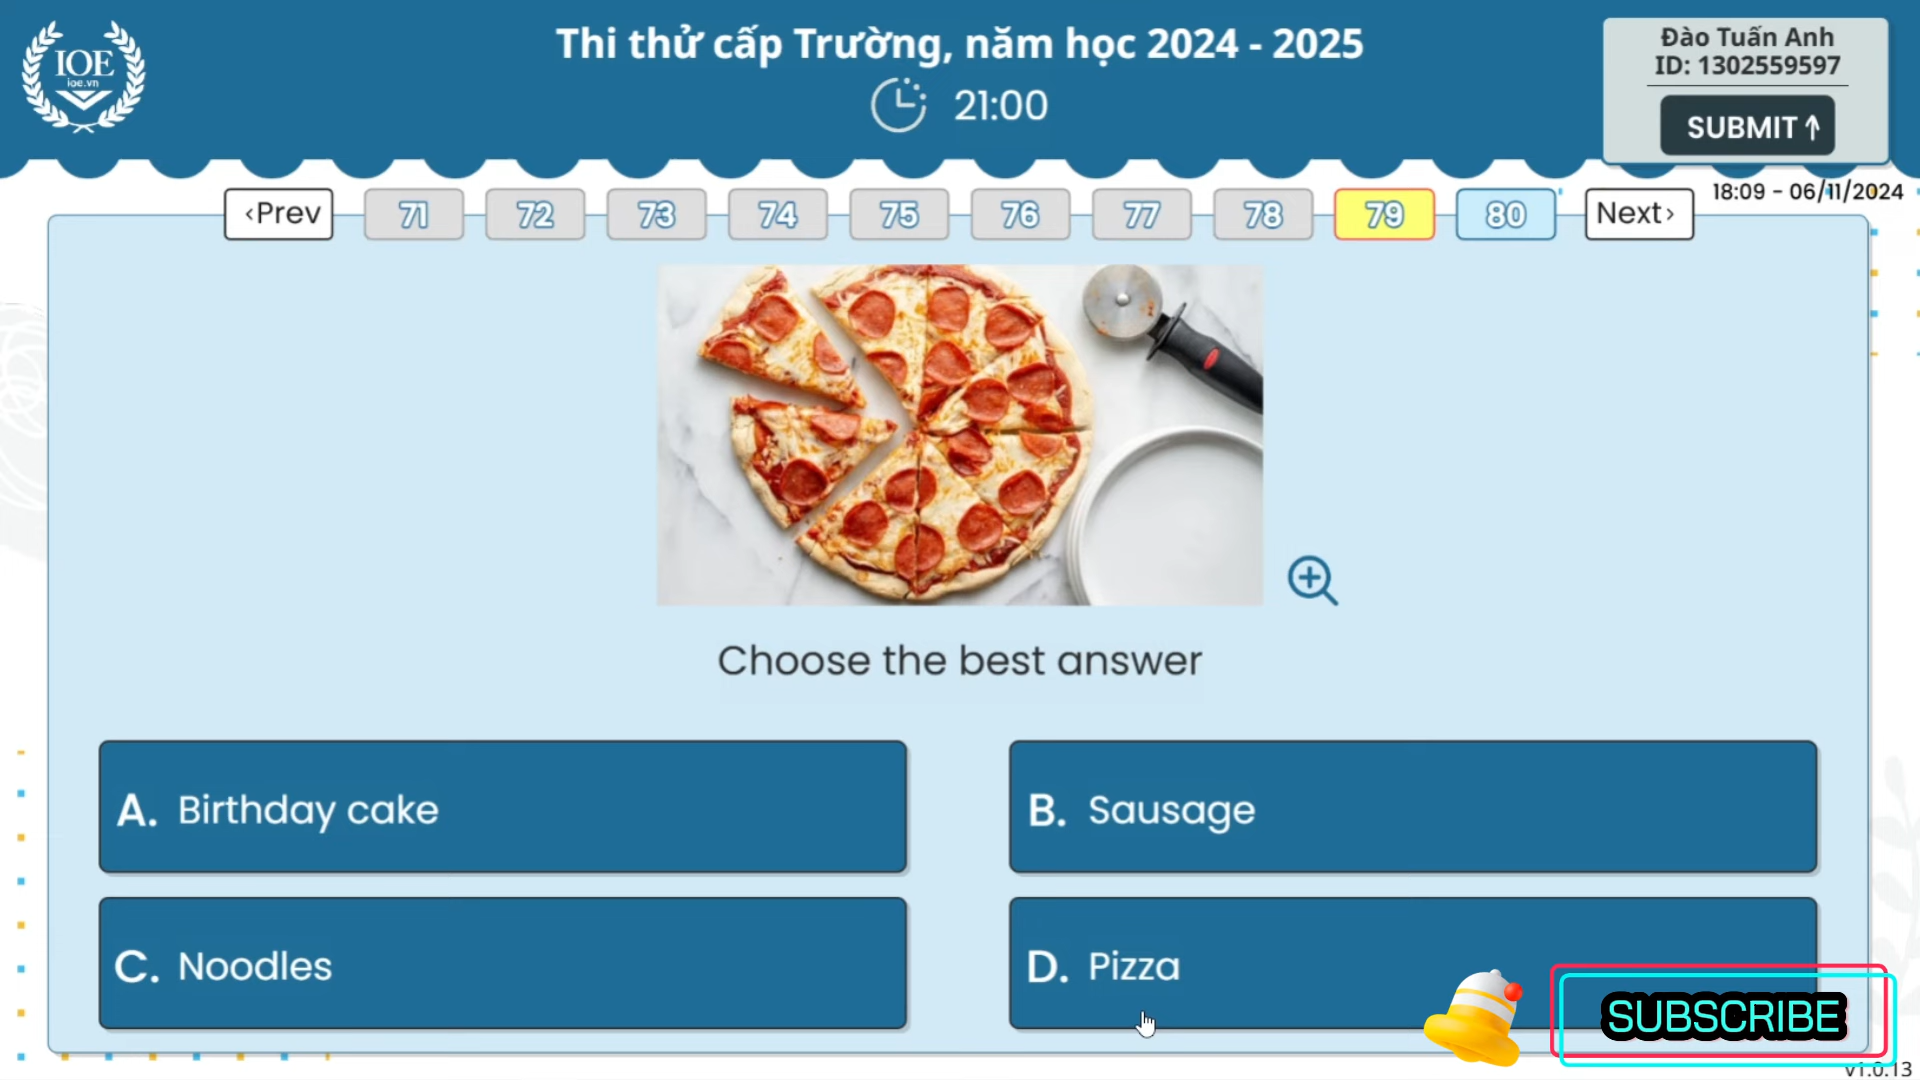 IOE
ioe.vn
Thi thử cấp Trường, năm học 2024 - 2025
21:00
Đào Tuấn Anh
ID: 1302559597
SUBMIT
18:09 - 06/11/2024
‹Prev 71 72 73 74 75 76 77 78 79 80 Next›
Choose the best answer
A. Birthday cake
B. Sausage
C. Noodles
D. Pizza
SUBSCRIBE
v1.0.13